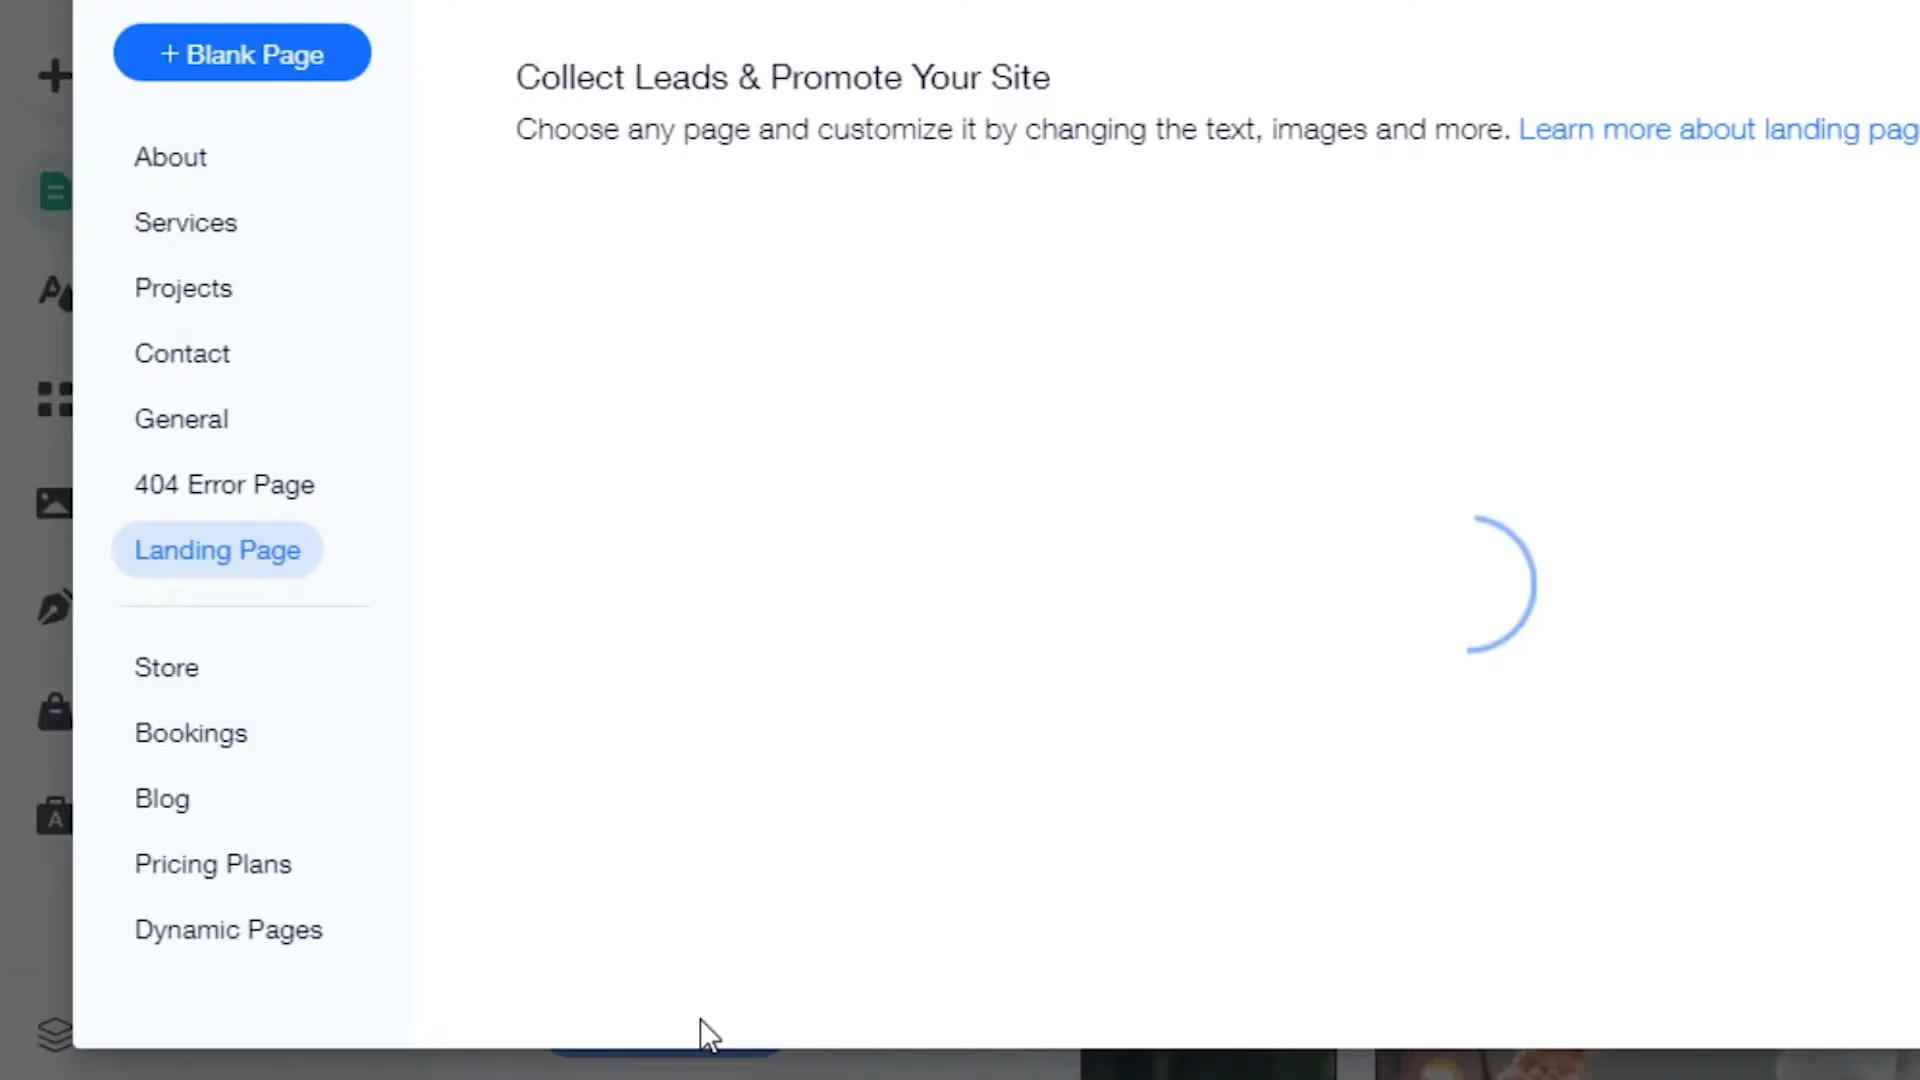 + Blank Page
About
Services
Projects
Contact
General
404 Error Page
Landing Page
Store
Bookings
Blog
Pricing Plans
Dynamic Pages
Collect Leads & Promote Your Site
Choose any page and customize it by changing the text, images and more. Learn more about landing pag